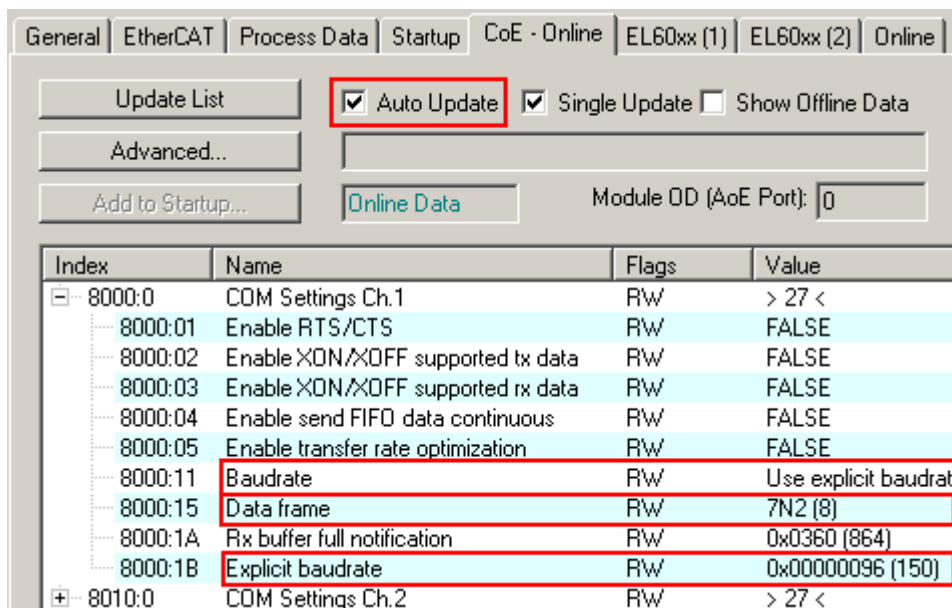 General EtherCAT Process Data Startup CoE - Online EL60xx (1) EL60xx (2) Online
Update List Auto Update Single Update Show Offline Data
Advanced...
Add to Startup... Online Data Module OD (AoE Port): 0
Index Name Flags Value
8000:0 COM Settings Ch.1 RW > 27 <
8000:01 Enable RTS/CTS RW FALSE
8000:02 Enable XON/XOFF supported tx data RW FALSE
8000:03 Enable XON/XOFF supported rx data RW FALSE
8000:04 Enable send FIFO data continuous RW FALSE
8000:05 Enable transfer rate optimization RW FALSE
8000:11 Baudrate RW Use explicit baudrat
8000:15 Data frame RW 7N2 (8)
8000:1A Rx buffer full notification RW 0x0360 (864)
8000:1B Explicit baudrate RW 0x00000096 (150)
8010:0 COM Settings Ch.2 RW > 27 <